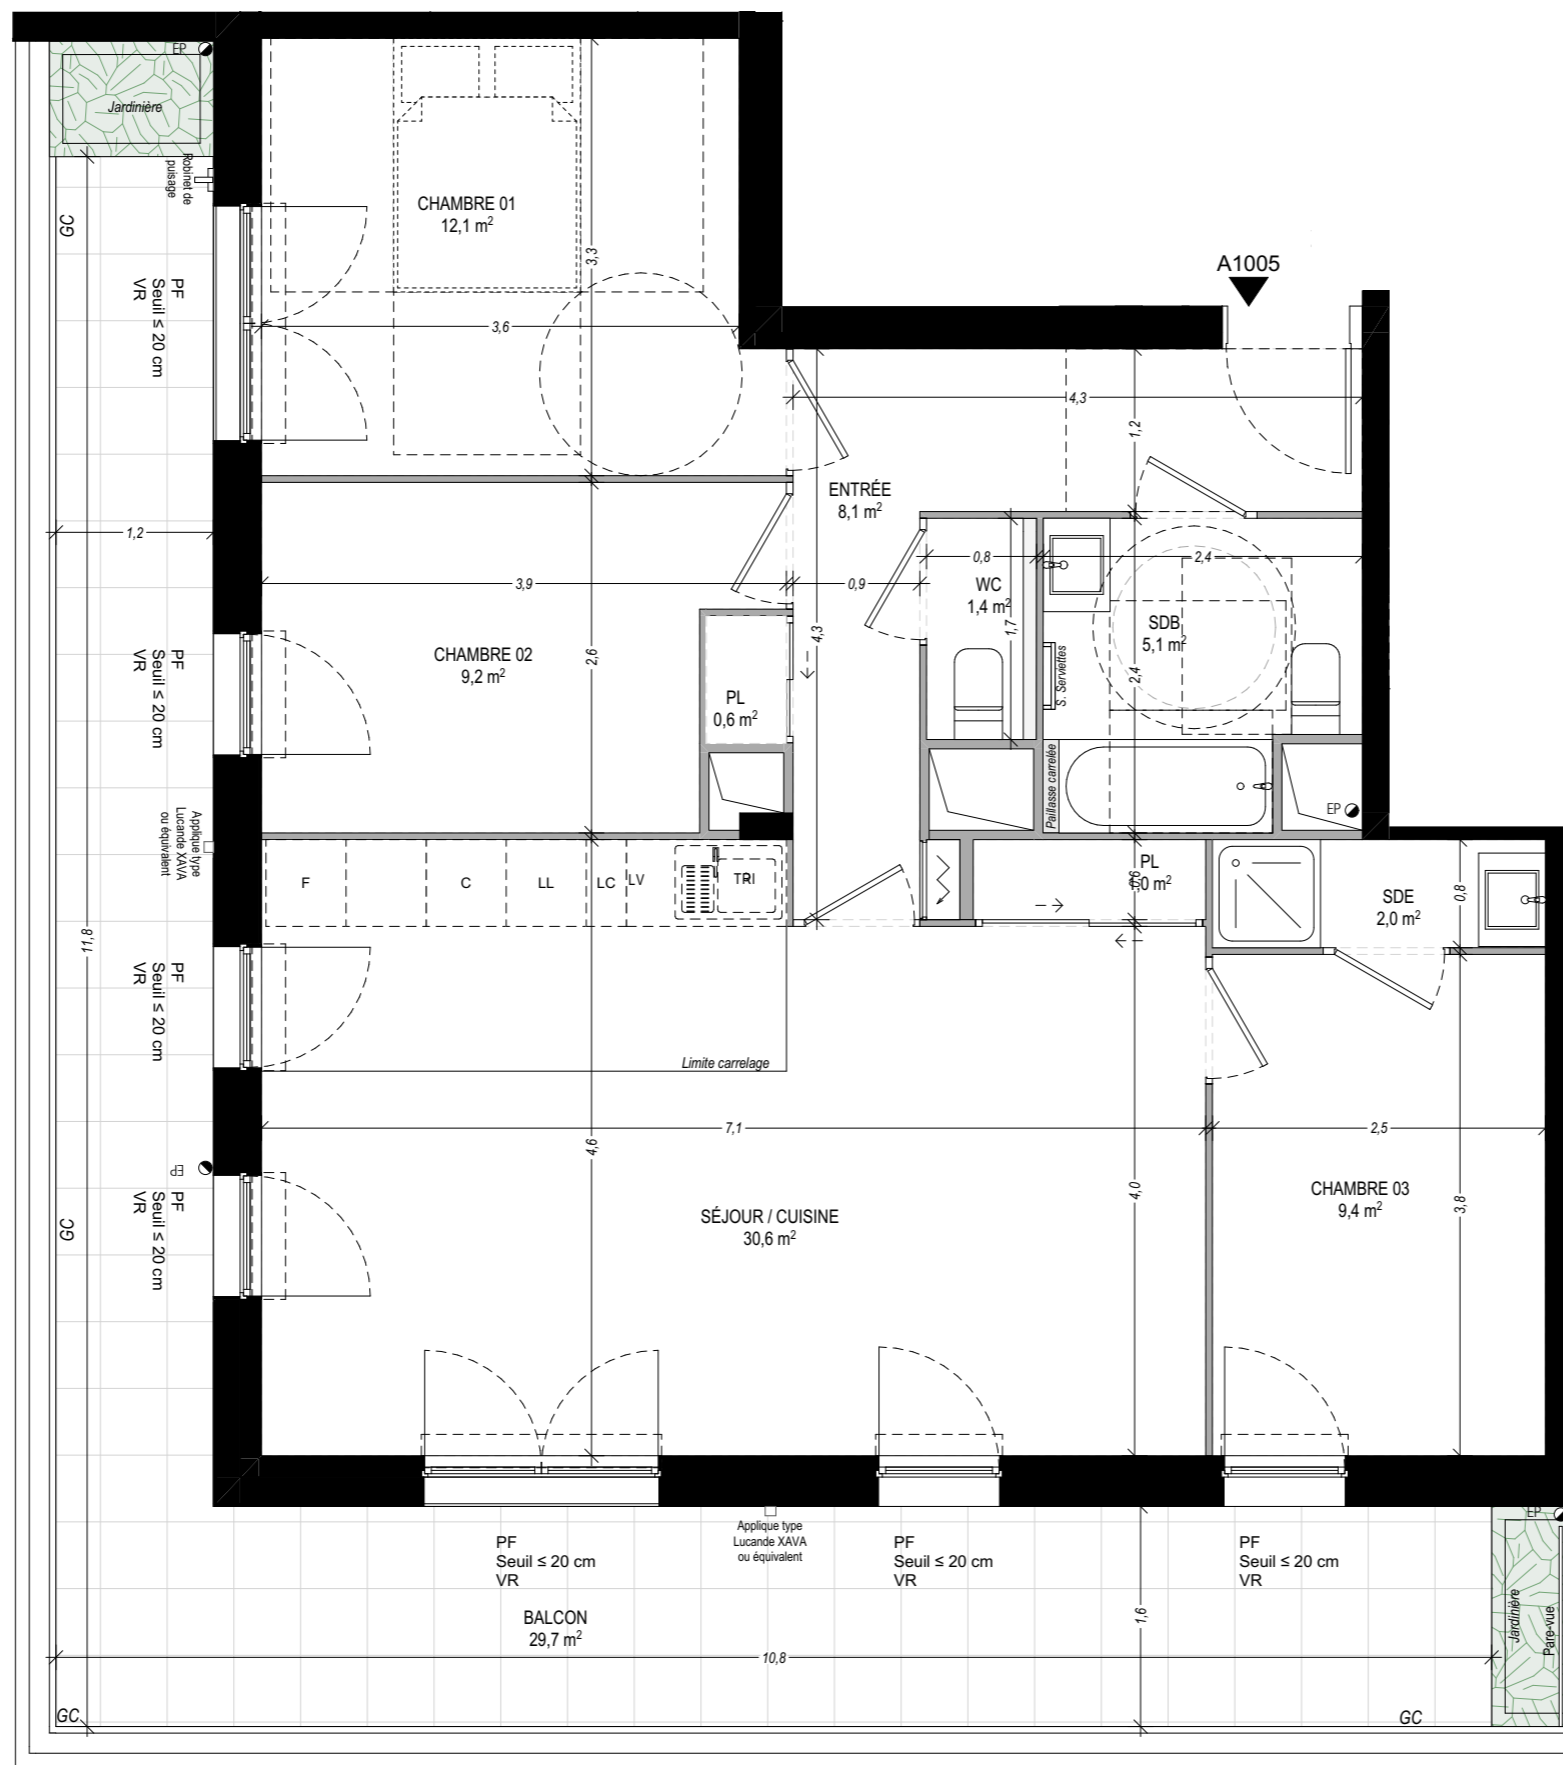 EP
Jardinière
Robinet de
puisage
GC
PF
Seuil ≤ 20 cm
VR
CHAMBRE 01
12,1 m²
3,3
3,6
A1005
4,3
1,2
ENTRÉE
8,1 m²
1,2
3,9
0,9
0,8
2,4
WC
1,4 m²
1,7
SDB
5,1 m²
2,4
S. Serviettes
4,3
CHAMBRE 02
9,2 m²
2,6
PF
Seuil ≤ 20 cm
VR
PL
0,6 m²
Paillasse carrelée
EP
Applique type
Lucande XAVA
ou équivalent
F
C
LL
LC
LV
TRI
PL
1,0 m²
0,6
SDE
2,0 m²
0,8
11,8
PF
Seuil ≤ 20 cm
VR
Limite carrelage
7,1
2,5
4,6
4,0
3,8
EP
PF
Seuil ≤ 20 cm
VR
GC
SÉJOUR / CUISINE
30,6 m²
CHAMBRE 03
9,4 m²
EP
PF
Seuil ≤ 20 cm
VR
Applique type
Lucande XAVA
ou équivalent
PF
Seuil ≤ 20 cm
VR
PF
Seuil ≤ 20 cm
VR
BALCON
29,7 m²
1,6
Jardinière
Pare-vue
10,8
GC
GC